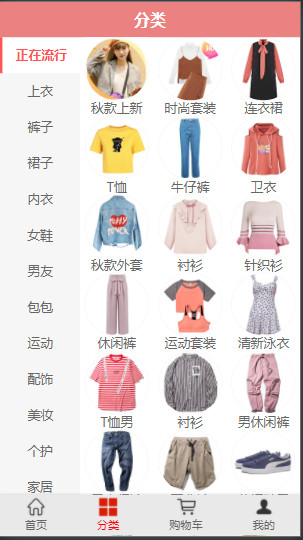 分类
正在流行
上衣
裤子
裙子
内衣
女鞋
男友
包包
运动
配饰
美妆
个护
家居
秋款上新
时尚套装
连衣裙
T恤
牛仔裤
卫衣
秋款外套
衬衫
针织衫
休闲裤
运动套装
清新泳衣
T恤男
衬衫
男休闲裤
首页
分类
购物车
我的